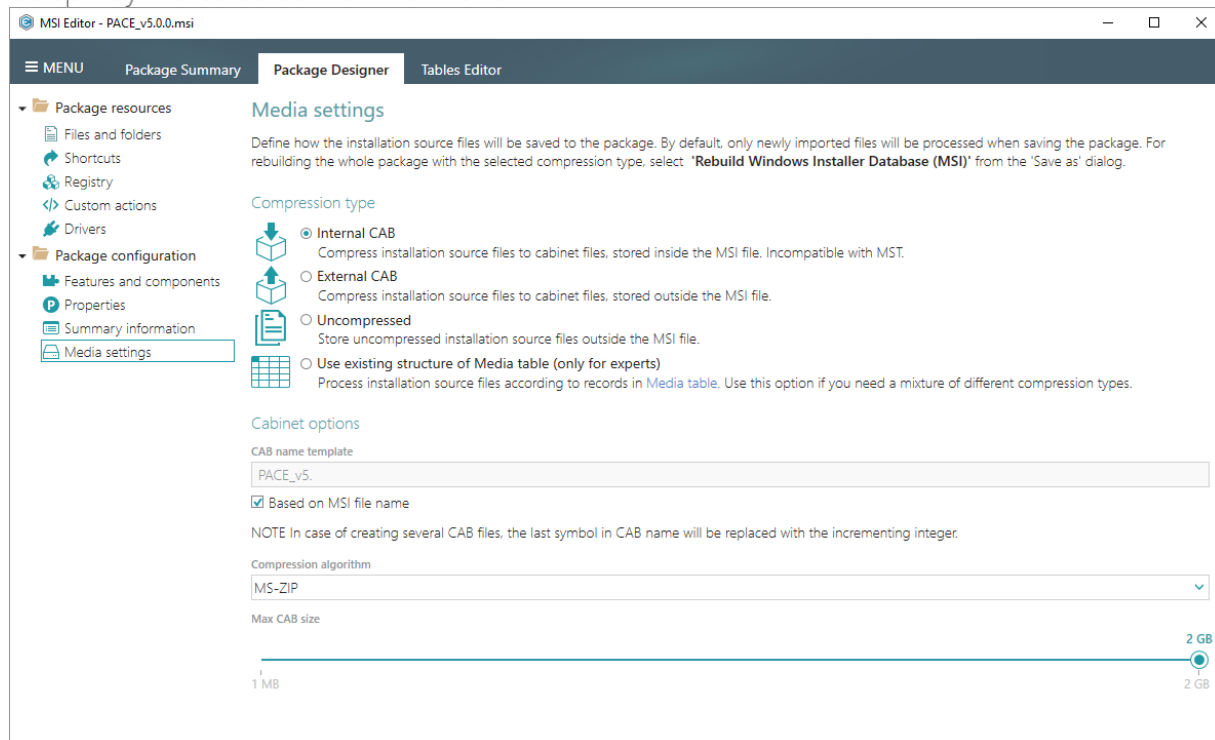 MSI Editor - PACE_v5.0.0.msi
MENU
Package Summary
Package Designer
Tables Editor
Package resources
Files and folders
Shortcuts
Registry
Custom actions
Drivers
Package configuration
Features and components
Properties
Summary information
Media settings
Media settings
Define how the installation source files will be saved to the package. By default, only newly imported files will be processed when saving the package. For
rebuilding the whole package with the selected compression type, select 'Rebuild Windows Installer Database (MSI)' from the 'Save as' dialog.
Compression type
Internal CAB
Compress installation source files to cabinet files, stored inside the MSI file. Incompatible with MST.
External CAB
Compress installation source files to cabinet files, stored outside the MSI file.
Uncompressed
Store uncompressed installation source files outside the MSI file.
Use existing structure of Media table (only for experts)
Process installation source files according to records in Media table. Use this option if you need a mixture of different compression types.
Cabinet options
CAB name template
PACE_v5.
Based on MSI file name
NOTE In case of creating several CAB files, the last symbol in CAB name will be replaced with the incrementing integer.
Compression algorithm
MS-ZIP
Max CAB size
2 GB
1 MB
2 GB